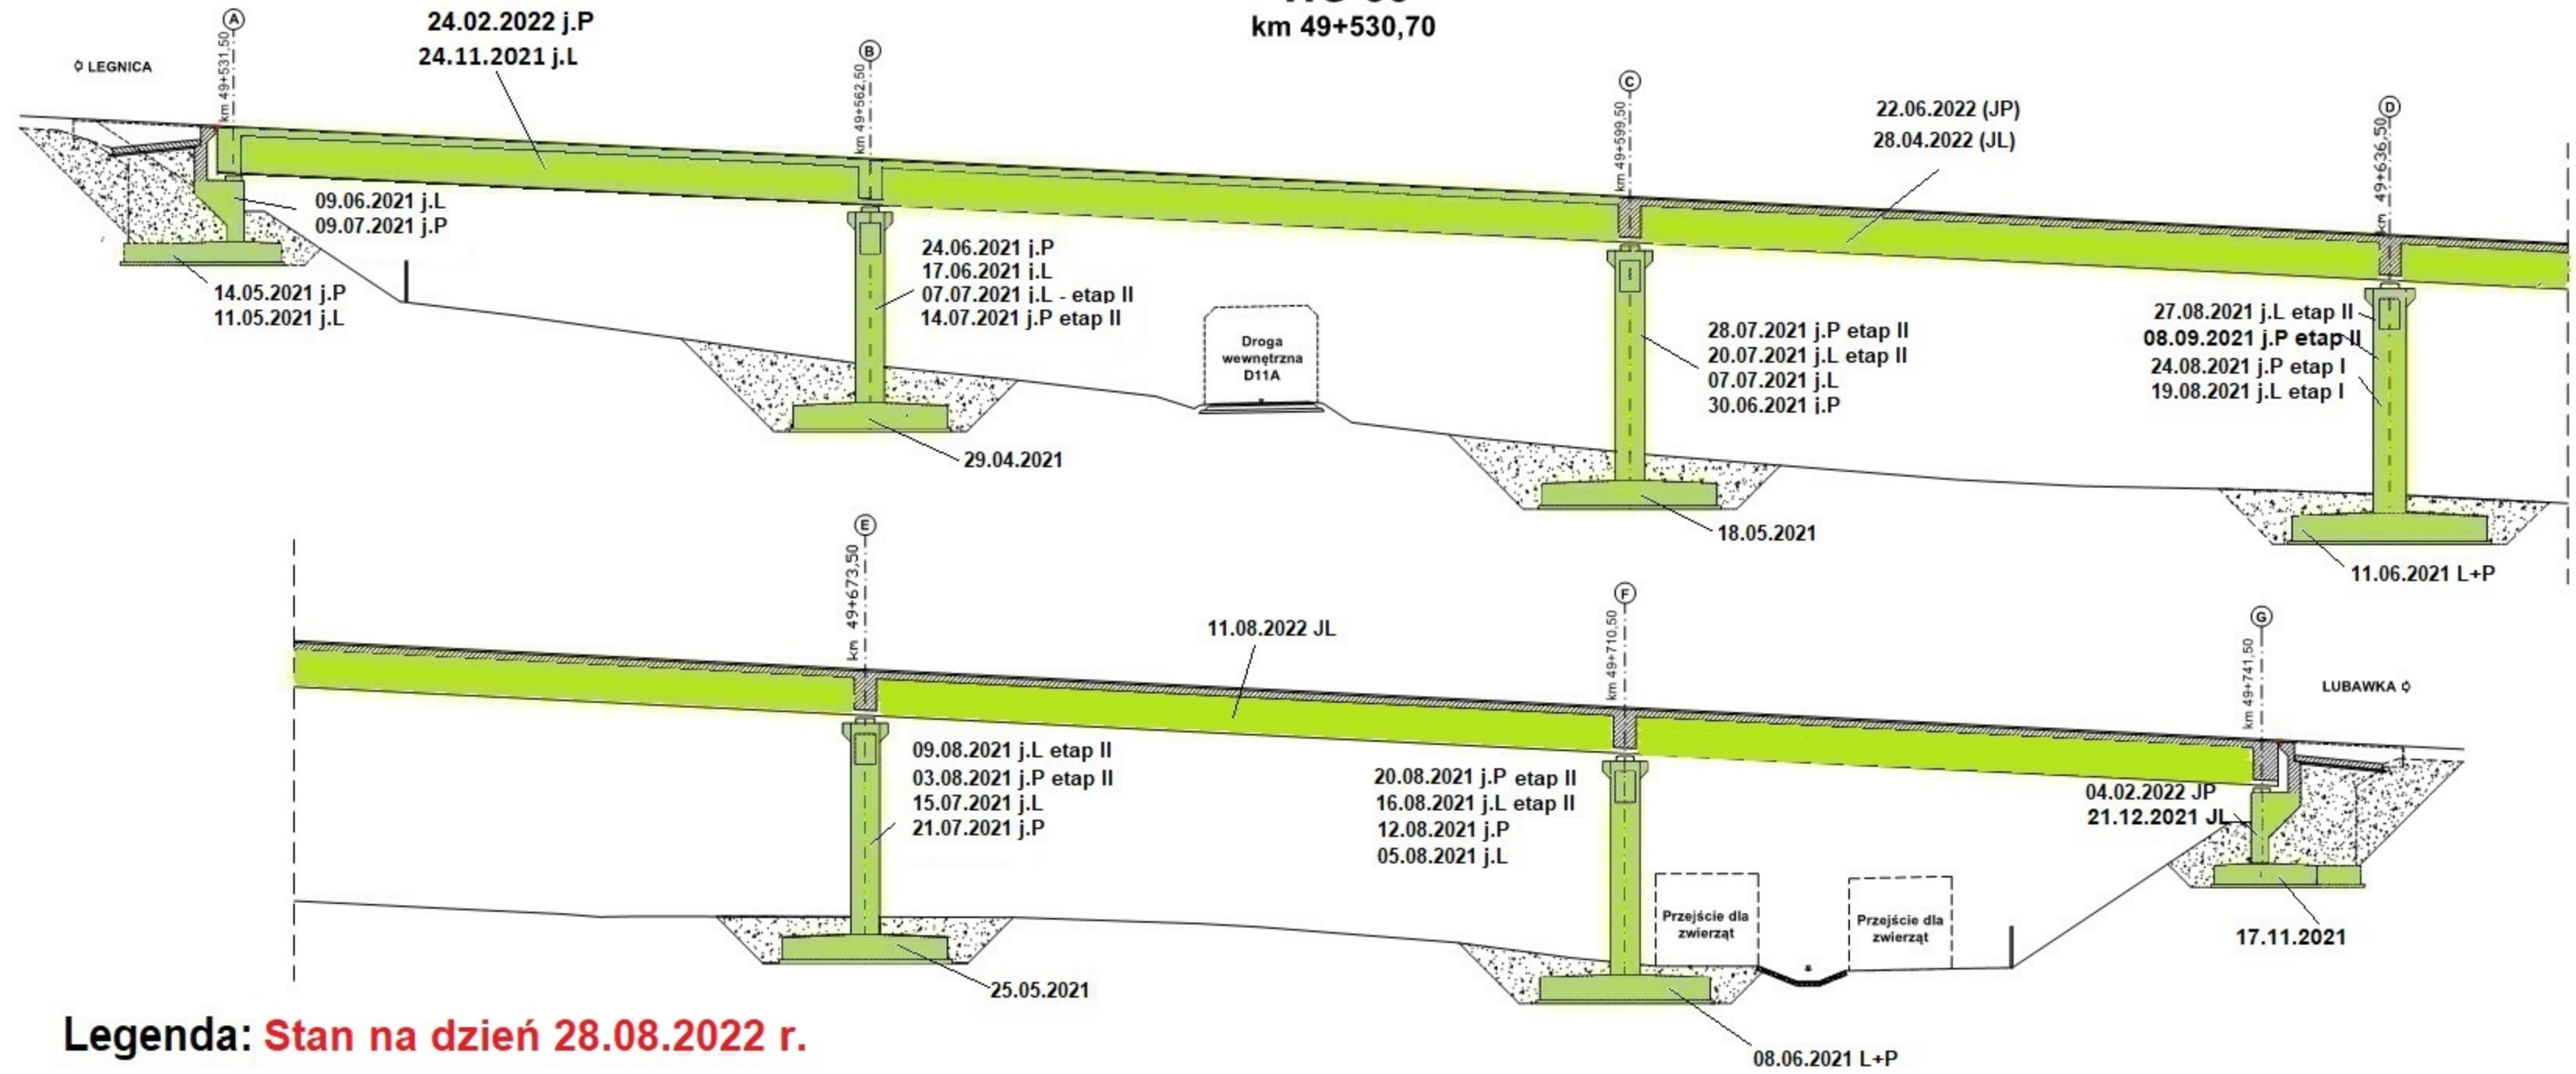 km 49+530,70
A
24.02.2022 j.P
24.11.2021 j.L
LEGNICA
km 49+531,50
B
km 49+562,50
C
km 49+599,50
22.06.2022 (JP)
28.04.2022 (JL)
D
km 49+636,50
09.06.2021 j.L
09.07.2021 j.P
14.05.2021 j.P
11.05.2021 j.L
24.06.2021 j.P
17.06.2021 j.L
07.07.2021 j.L - etap II
14.07.2021 j.P etap II
29.04.2021
Droga
wewnętrzna
D11A
28.07.2021 j.P etap II
20.07.2021 j.L etap II
07.07.2021 j.L
30.06.2021 j.P
18.05.2021
27.08.2021 j.L etap II
08.09.2021 j.P etap II
24.08.2021 j.P etap I
19.08.2021 j.L etap I
11.06.2021 L+P
E
km 49+673,50
11.08.2022 JL
F
km 49+710,50
G
km 49+741,50
LUBAWKA
09.08.2021 j.L etap II
03.08.2021 j.P etap II
15.07.2021 j.L
21.07.2021 j.P
25.05.2021
20.08.2021 j.P etap II
16.08.2021 j.L etap II
12.08.2021 j.P
05.08.2021 j.L
Przejście dla
zwierząt
Przejście dla
zwierząt
04.02.2022 JP
21.12.2021 JL
17.11.2021
08.06.2021 L+P
Legenda: Stan na dzień 28.08.2022 r.